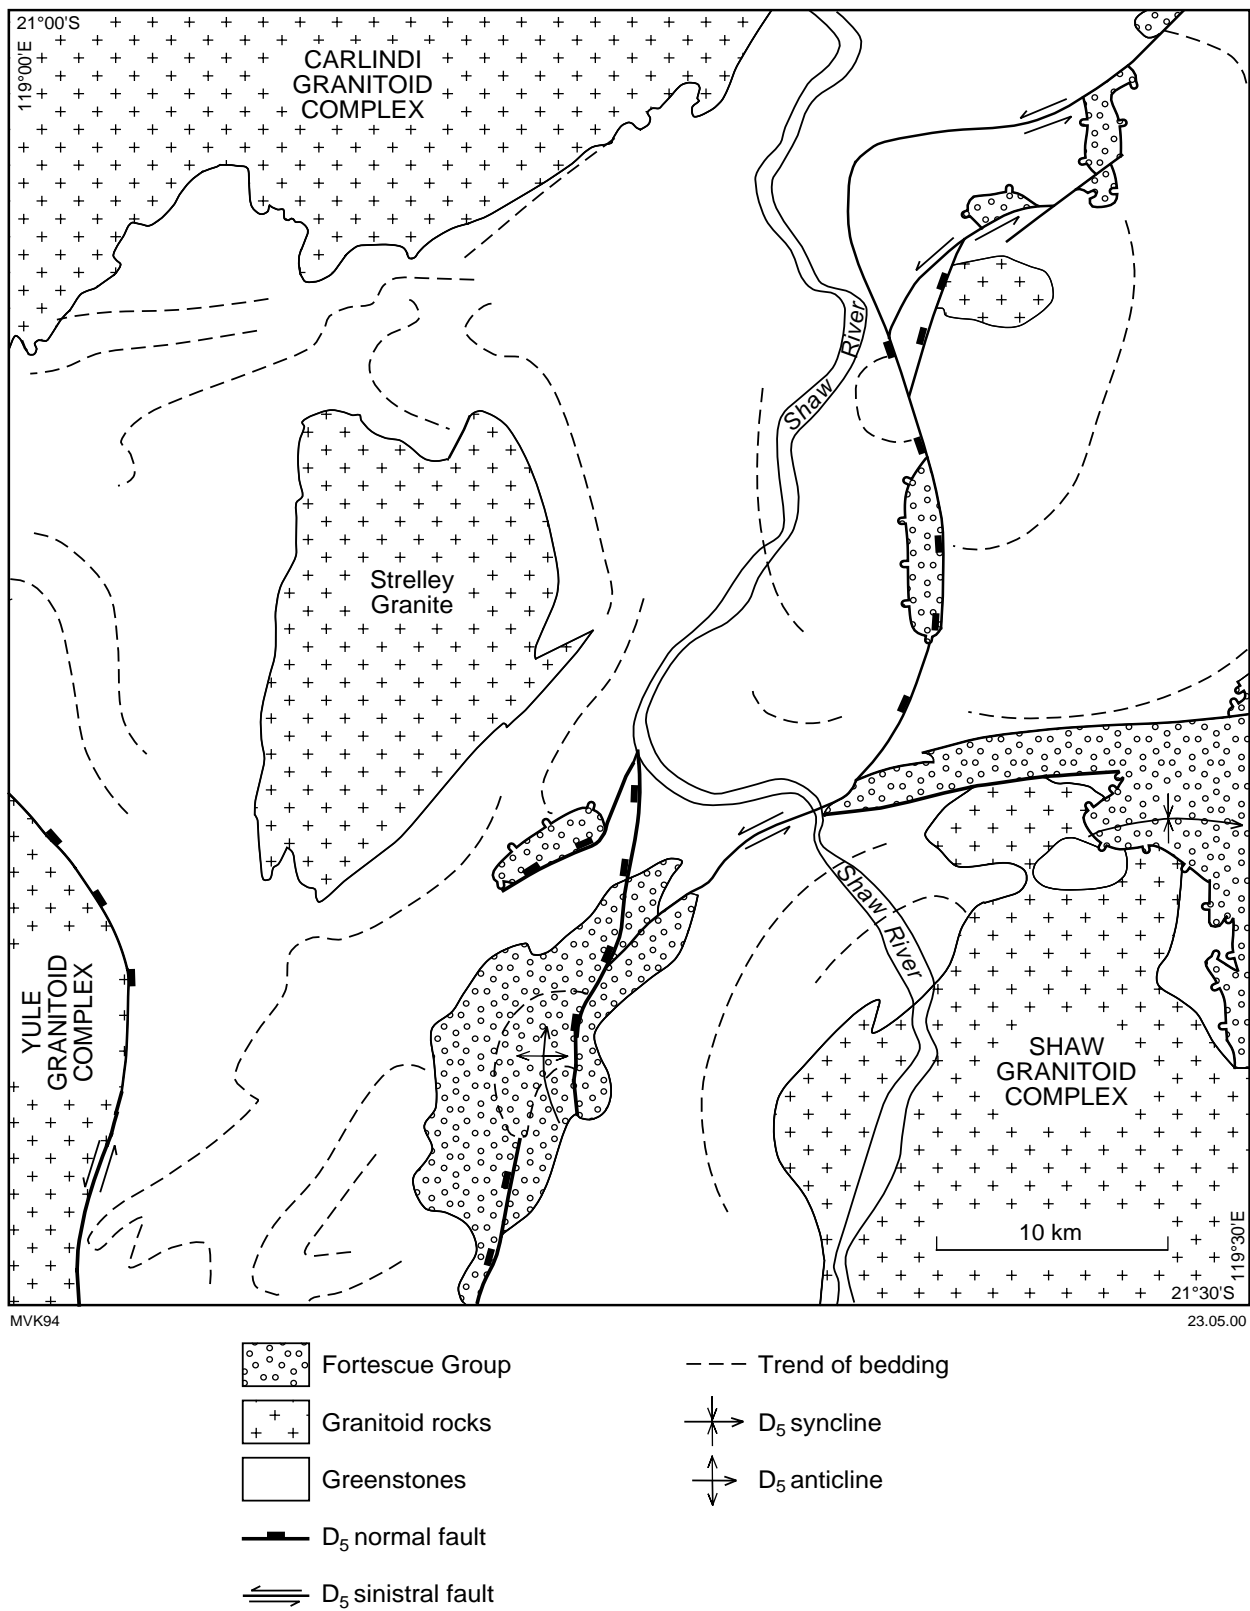 21°00'S
119°00'E
CARLINDI
GRANITOID
COMPLEX
River
Shaw
Strelley
Granite
Shaw River
YULE
GRANITOID
COMPLEX
SHAW
GRANITOID
COMPLEX
10 km
119°30'E
21°30'S
MVK94
23.05.00
Fortescue Group
Granitoid rocks
Greenstones
D5 normal fault
D5 sinistral fault
Trend of bedding
D5 syncline
D5 anticline